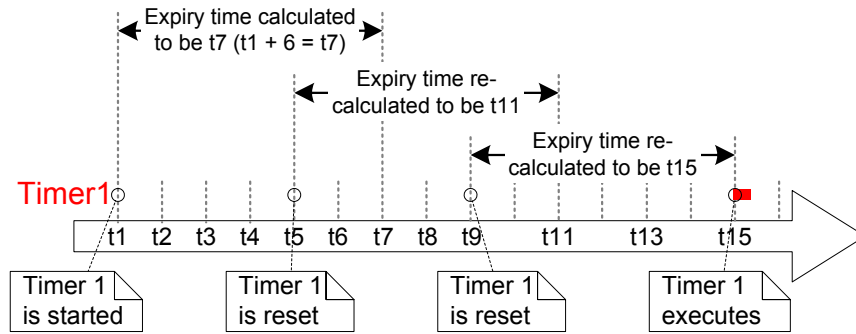 Expiry time calculated
to be t7 (t1 + 6 = t7)
Expiry time re-
calculated to be t11
Expiry time re-
calculated to be t15
Timer1
t1 t2 t3 t4 t5 t6 t7 t8 t9 t11 t13 t15
Timer 1
is started
Timer 1
is reset
Timer 1
is reset
Timer 1
executes